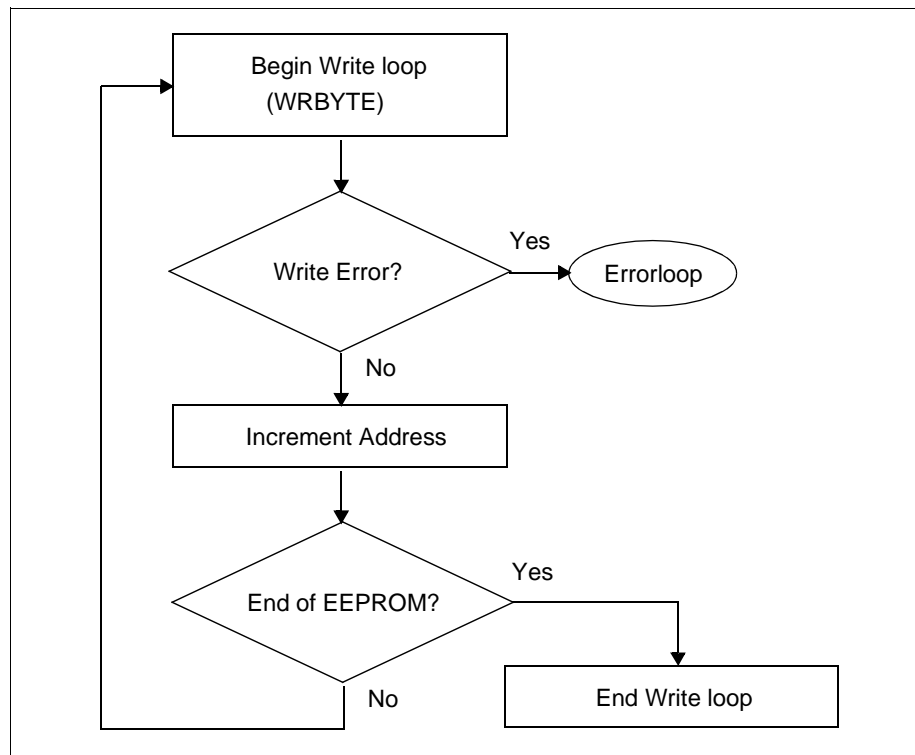 Begin Write loop
(WRBYTE)
Write Error?
Yes
Errorloop
No
Increment Address
End of EEPROM?
Yes
No
End Write loop